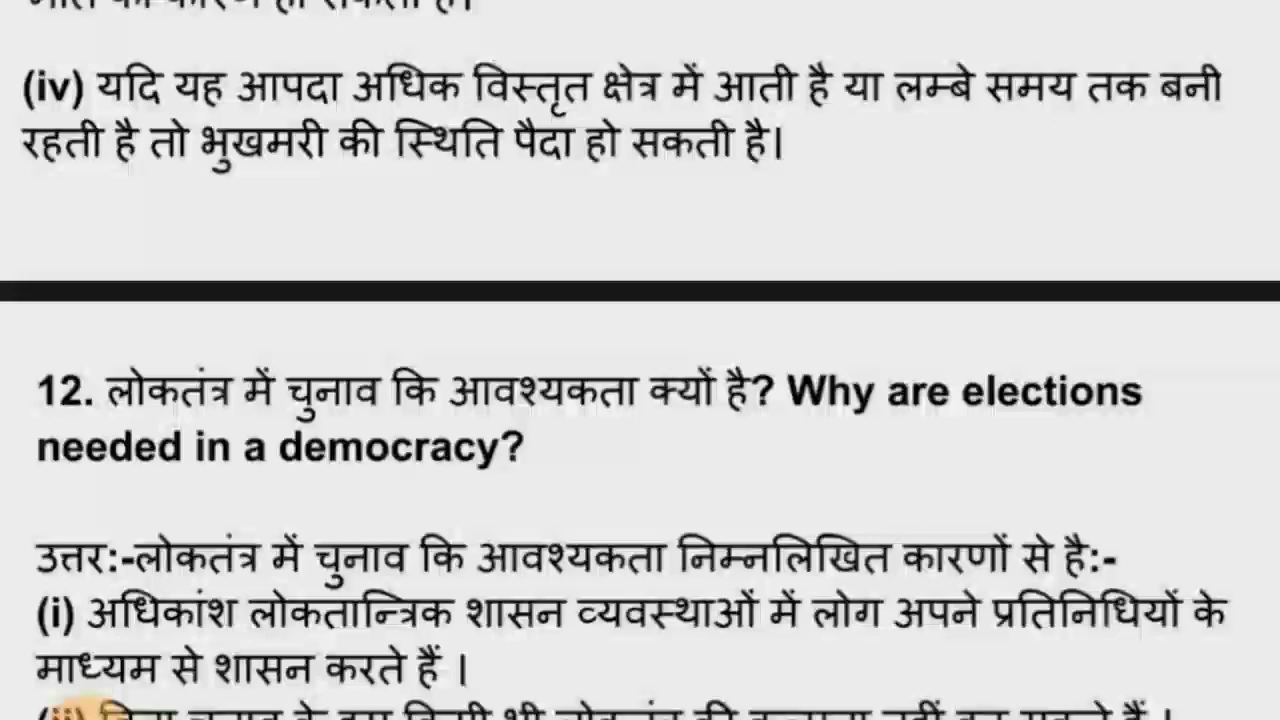 (iv) यदि यह आपदा अधिक विस्तृत क्षेत्र में आती है या लम्बे समय तक बनी
रहती है तो भुखमरी की स्थिति पैदा हो सकती है।
12. लोकतंत्र में चुनाव कि आवश्यकता क्यों है? Why are elections
needed in a democracy?
उत्तर:-लोकतंत्र में चुनाव कि आवश्यकता निम्नलिखित कारणों से है:-
(i) अधिकांश लोकतान्त्रिक शासन व्यवस्थाओं में लोग अपने प्रतिनिधियों के
माध्यम से शासन करते हैं ।